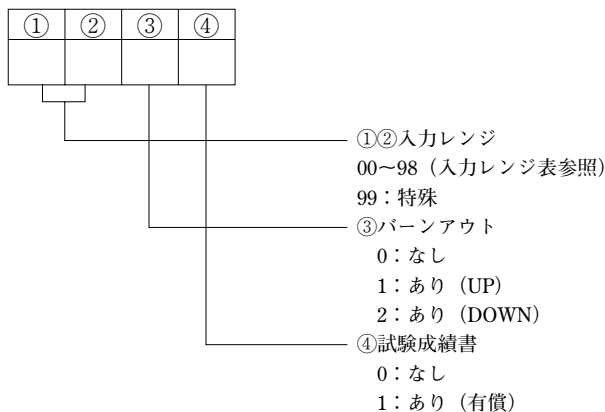 ① ② ③ ④
①②入力レンジ
00~98（入力レンジ表参照）
99：特殊
③バーンアウト
0：なし
1：あり（UP）
2：あり（DOWN）
④試験成績書
0：なし
1：あり（有償）